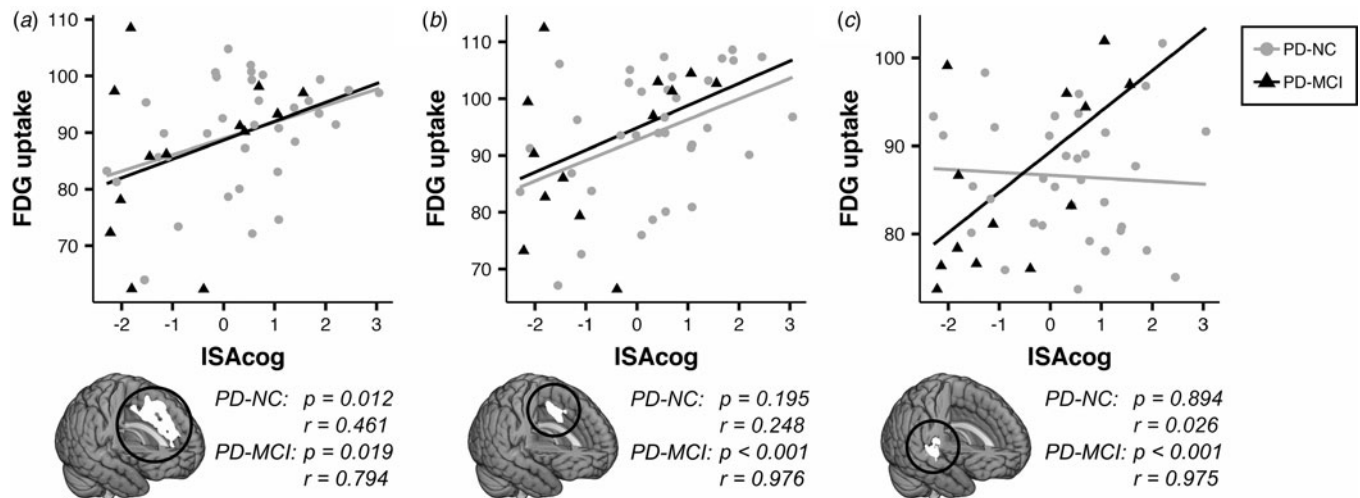 (a)
110
100
90
80
70
FDG uptake
-2 -1 0 1 2 3
ISAcog
PD-NC: p = 0.012
r = 0.461
PD-MCI: p = 0.019
r = 0.794
(b)
110
100
90
80
70
FDG uptake
-2 -1 0 1 2 3
ISAcog
PD-NC: p = 0.195
r = 0.248
PD-MCI: p < 0.001
r = 0.976
(c)
100
90
80
FDG uptake
-2 -1 0 1 2 3
ISAcog
PD-NC: p = 0.894
r = 0.026
PD-MCI: p < 0.001
r = 0.975
PD-NC
PD-MCI